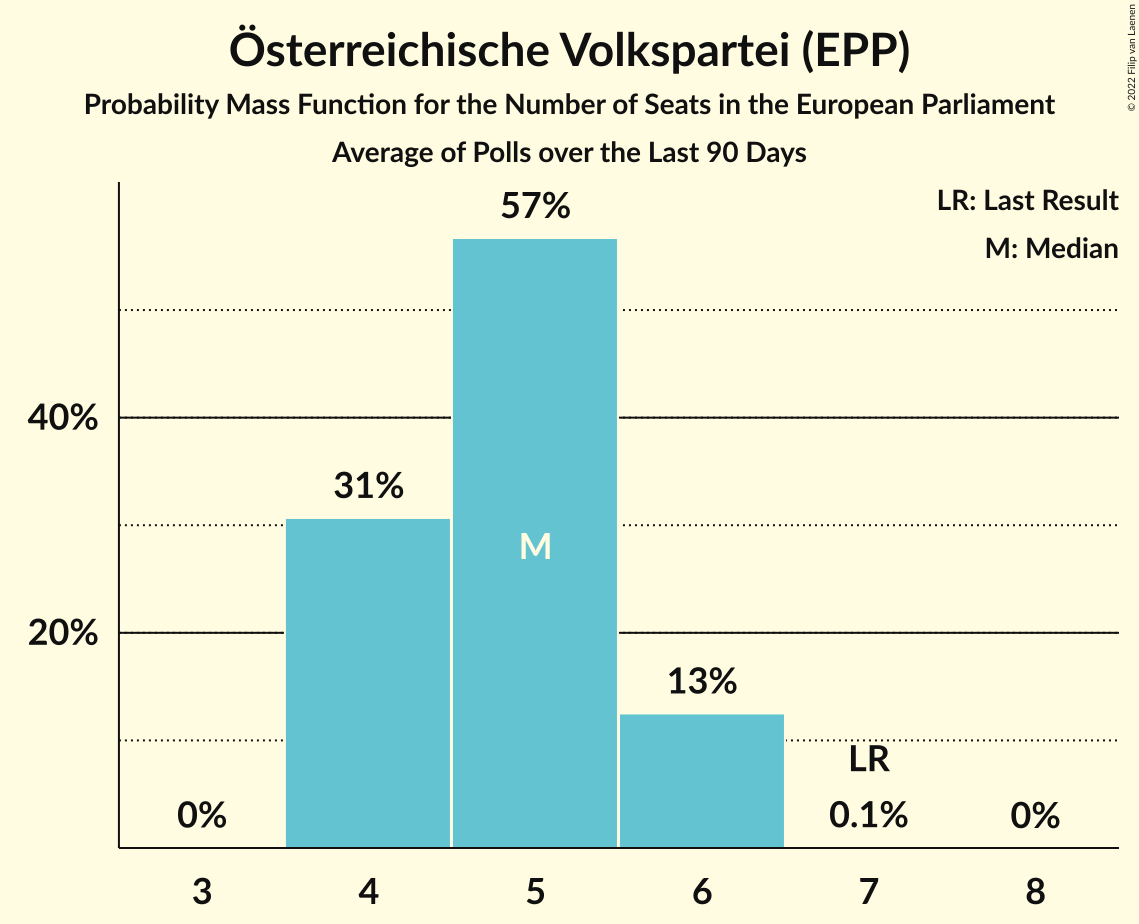 Österreichische Volkspartei (EPP)
Probability Mass Function for the Number of Seats in the European Parliament
Average of Polls over the Last 90 Days
© 2022 Filip van Laenen
LR: Last Result
M: Median
57%
40%
31%
M
20%
13%
LR
0%
0.1%
0%
3 4 5 6 7 8